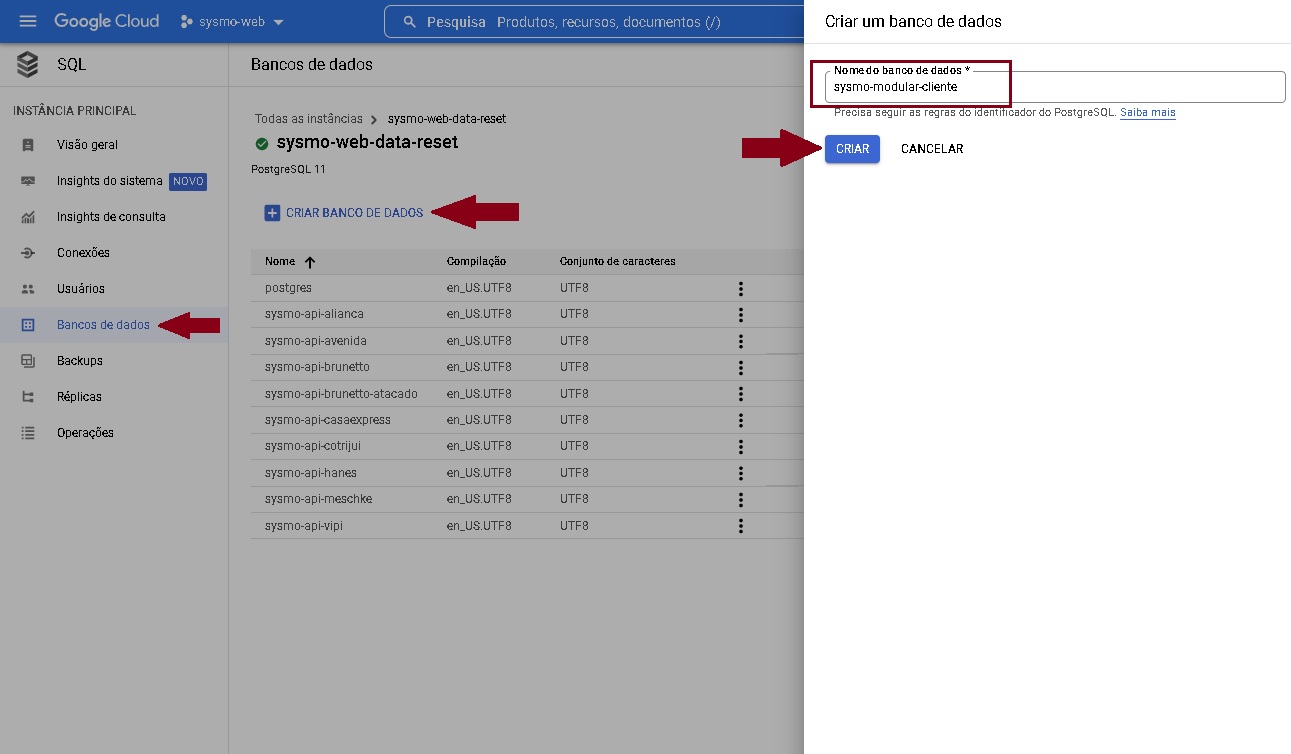 Google Cloud
sysmo-web
Pesquisa Produtos, recursos, documentos (/)
SQL
INSTÂNCIA PRINCIPAL
Visão geral
Insights do sistema NOVO
Insights de consulta
Conexões
Usuários
Bancos de dados
Backups
Réplicas
Operações
Bancos de dados
Todas as instâncias > sysmo-web-data-reset
sysmo-web-data-reset
PostgreSQL 11
CRIAR BANCO DE DADOS
Nome Compilação Conjunto de caracteres
postgres en_US.UTF8 UTF8
sysmo-api-alianca en_US.UTF8 UTF8
sysmo-api-avenida en_US.UTF8 UTF8
sysmo-api-brunetto en_US.UTF8 UTF8
sysmo-api-brunetto-atacado en_US.UTF8 UTF8
sysmo-api-casaexpress en_US.UTF8 UTF8
sysmo-api-cotrijui en_US.UTF8 UTF8
sysmo-api-hanes en_US.UTF8 UTF8
sysmo-api-meschke en_US.UTF8 UTF8
sysmo-api-vipi en_US.UTF8 UTF8
Criar um banco de dados
Nome do banco de dados *
sysmo-modular-cliente
Precisa seguir as regras do identificador do PostgreSQL. Saiba mais
CRIAR CANCELAR